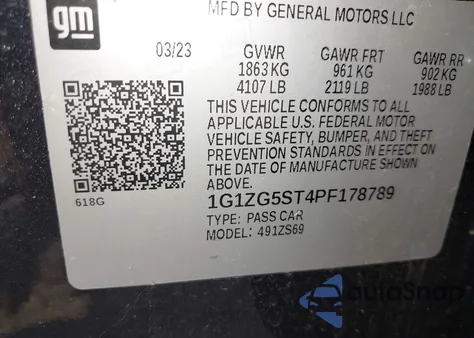 gm
MFD BY GENERAL MOTORS LLC
03/23 GVWR GAWR FRT GAWR RR
1863 KG 961 KG 902 KG
4107 LB 2119 LB 1988 LB
THIS VEHICLE CONFORMS TO ALL
APPLICABLE U.S. FEDERAL MOTOR
VEHICLE SAFETY, BUMPER, AND THEFT
PREVENTION STANDARDS IN EFFECT ON
THE DATE OF MANUFACTURE SHOWN
ABOVE.
618G
1G1ZG5ST4PF178789
TYPE: PASS CAR
MODEL: 491ZS69
AutoSnap